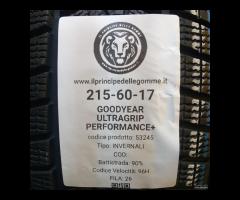 www.ilprincipedellegomme.it
215-60-17
GOODYEAR
ULTRAGRIP
PERFORMANCE+
codice prodotto: 53245
Tipo: INVERNALI
COD:
Battistrada: 90%
Codice Velocità: 96H
FILA: 26